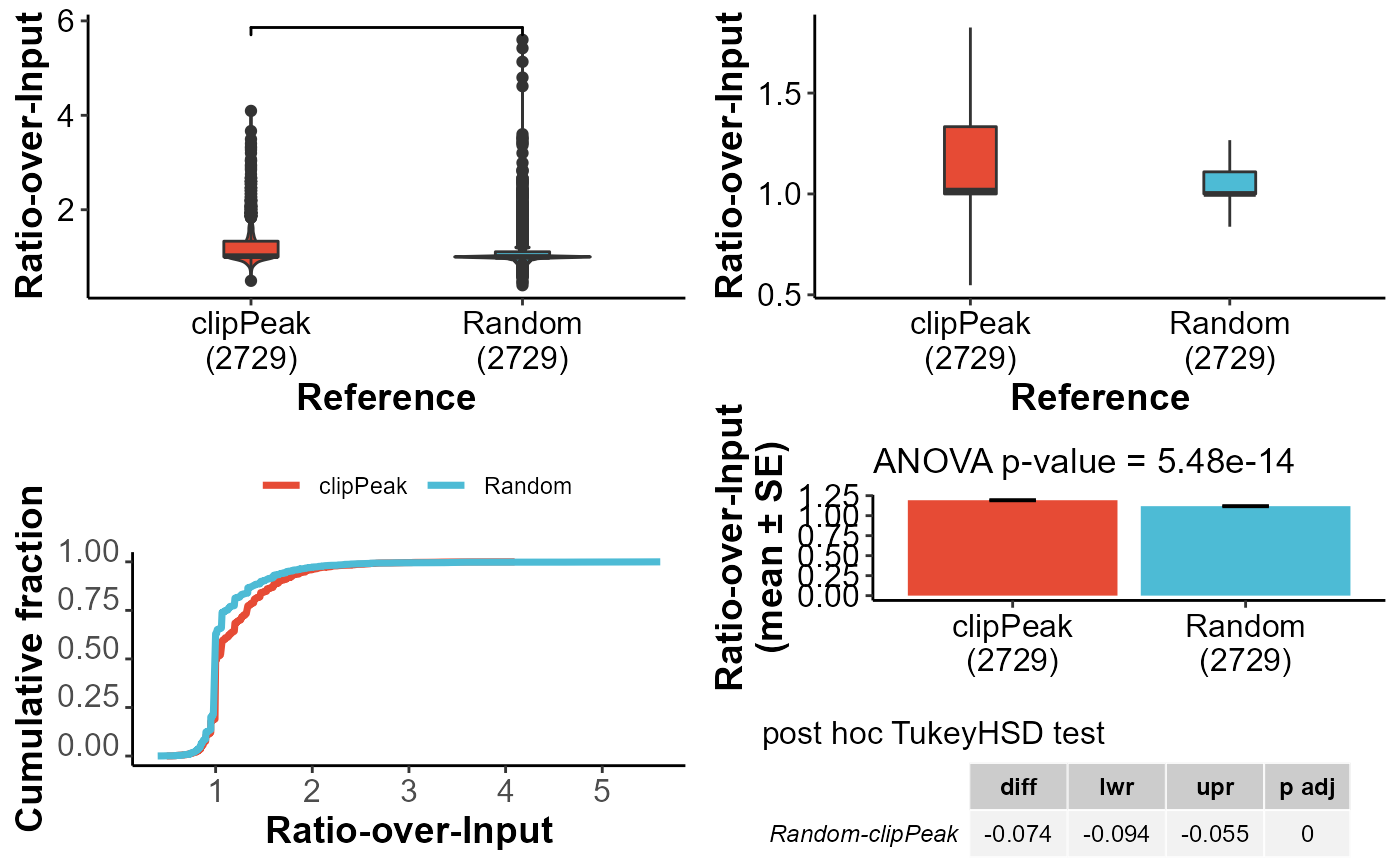 Ratio-over-Input
6
4
2
clipPeak
(2729)
Random
(2729)
Reference
Ratio-over-Input
1.5
1.0
0.5
clipPeak
(2729)
Random
(2729)
Reference
clipPeak
Random
Cumulative fraction
1.00
0.75
0.50
0.25
0.00
1 2 3 4 5
Ratio-over-Input
ANOVA p-value = 5.48e-14
Ratio-over-Input
(mean ± SE)
1.25
1.00
0.75
0.50
0.25
0.00
clipPeak
(2729)
Random
(2729)
post hoc TukeyHSD test
diff lwr upr p adj
Random-clipPeak -0.074 -0.094 -0.055 0